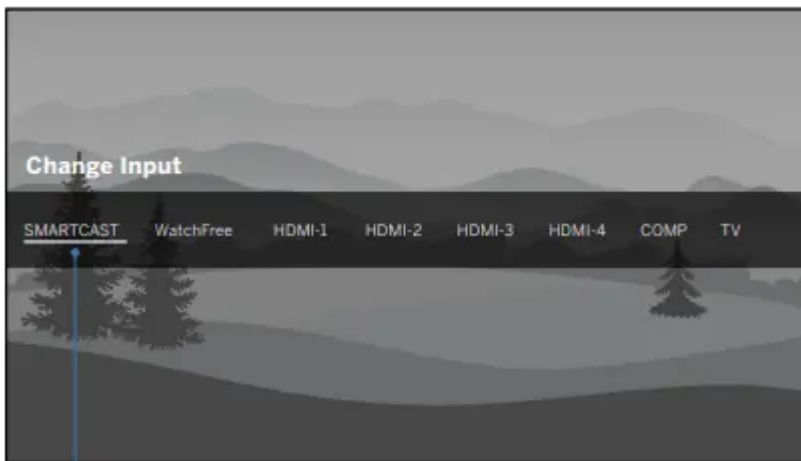 Change Input
SMARTCAST WatchFree HDMI-1 HDMI-2 HDMI-3 HDMI-4 COMP TV